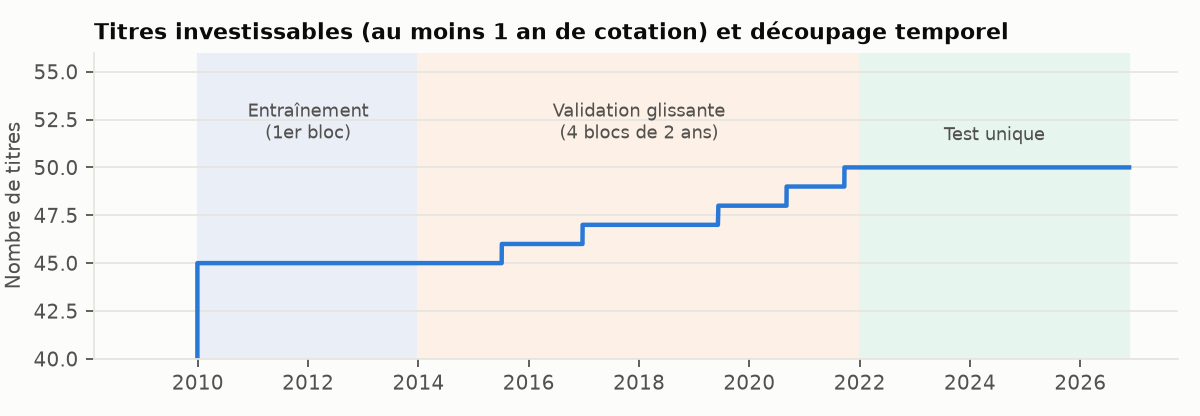 Titres investissables (au moins 1 an de cotation) et découpage temporel
Nombre de titres
55.0
52.5
50.0
47.5
45.0
42.5
40.0
Entraînement
(1er bloc)
Validation glissante
(4 blocs de 2 ans)
Test unique
2010
2012
2014
2016
2018
2020
2022
2024
2026